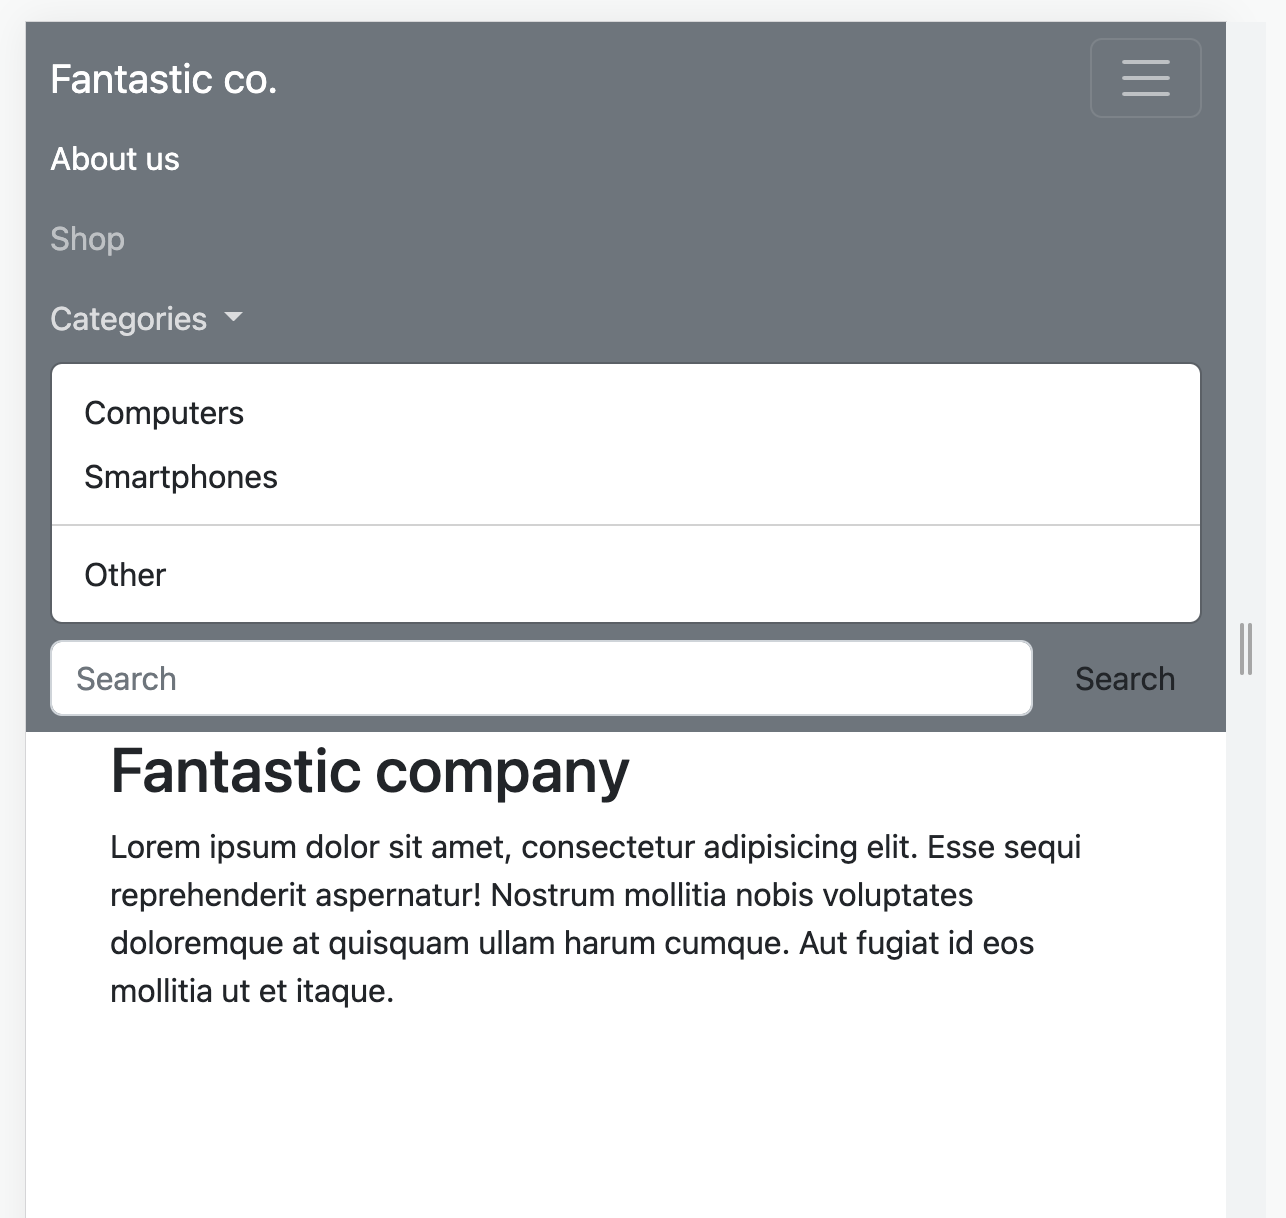 Fantastic co.
About us
Shop
Categories
Computers
Smartphones
Other
Search Search
Fantastic company
Lorem ipsum dolor sit amet, consectetur adipisicing elit. Esse sequi
reprehenderit aspernatur! Nostrum mollitia nobis voluptates
doloremque at quisquam ullam harum cumque. Aut fugiat id eos
mollitia ut et itaque.